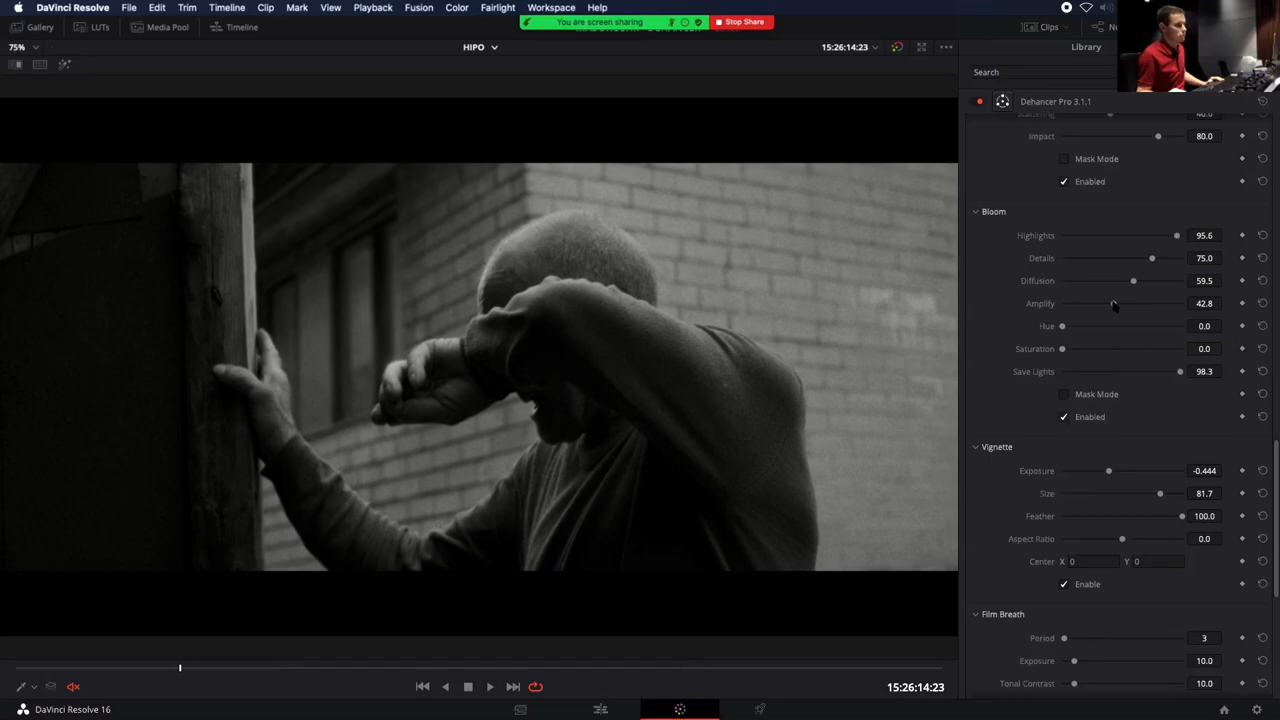 DaVinci Resolve File Edit Trim Timeline Clip Mark View Playback Fusion Color Fairlight Workspace Help
You are screen sharing Stop Share
Gallery LUTs Media Pool Timeline Clips
75% HIPO 15:26:14:23 Library
Search
Dehancer Pro 3.1.1
Scattering 40.0
Impact 80.0
Mask Mode
Enabled
Bloom
Highlights 95.6
Details 75.0
Diffusion 59.5
Amplify 42.8
Hue 0.0
Saturation 0.0
Save Lights 98.3
Mask Mode
Enabled
Vignette
Exposure -0.444
Size 81.7
Feather 100.0
Aspect Ratio 0.0
Center X 0 Y 0
Enable
Film Breath
Period 3
Exposure 10.0
Tonal Contrast 10.0
15:26:14:23
DaVinci Resolve 16